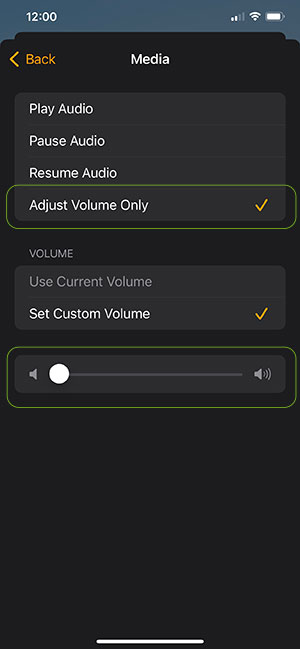 12:00
Back
Media
Play Audio
Pause Audio
Resume Audio
Adjust Volume Only
VOLUME
Use Current Volume
Set Custom Volume